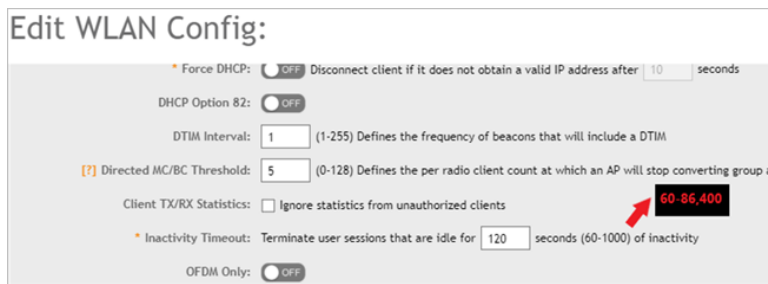 Edit WLAN Config:
* Force DHCP: OFF Disconnect client if it does not obtain a valid IP address after 10 seconds
DHCP Option 82: OFF
DTIM Interval: 1 (1-255) Defines the frequency of beacons that will include a DTIM
[?] Directed MC/BC Threshold: 5 (0-128) Defines the per radio client count at which an AP will stop converting group a
Client TX/RX Statistics: Ignore statistics from unauthorized clients
60-86,400
* Inactivity Timeout: Terminate user sessions that are idle for 120 seconds (60-1000) of inactivity
OFDM Only: OFF